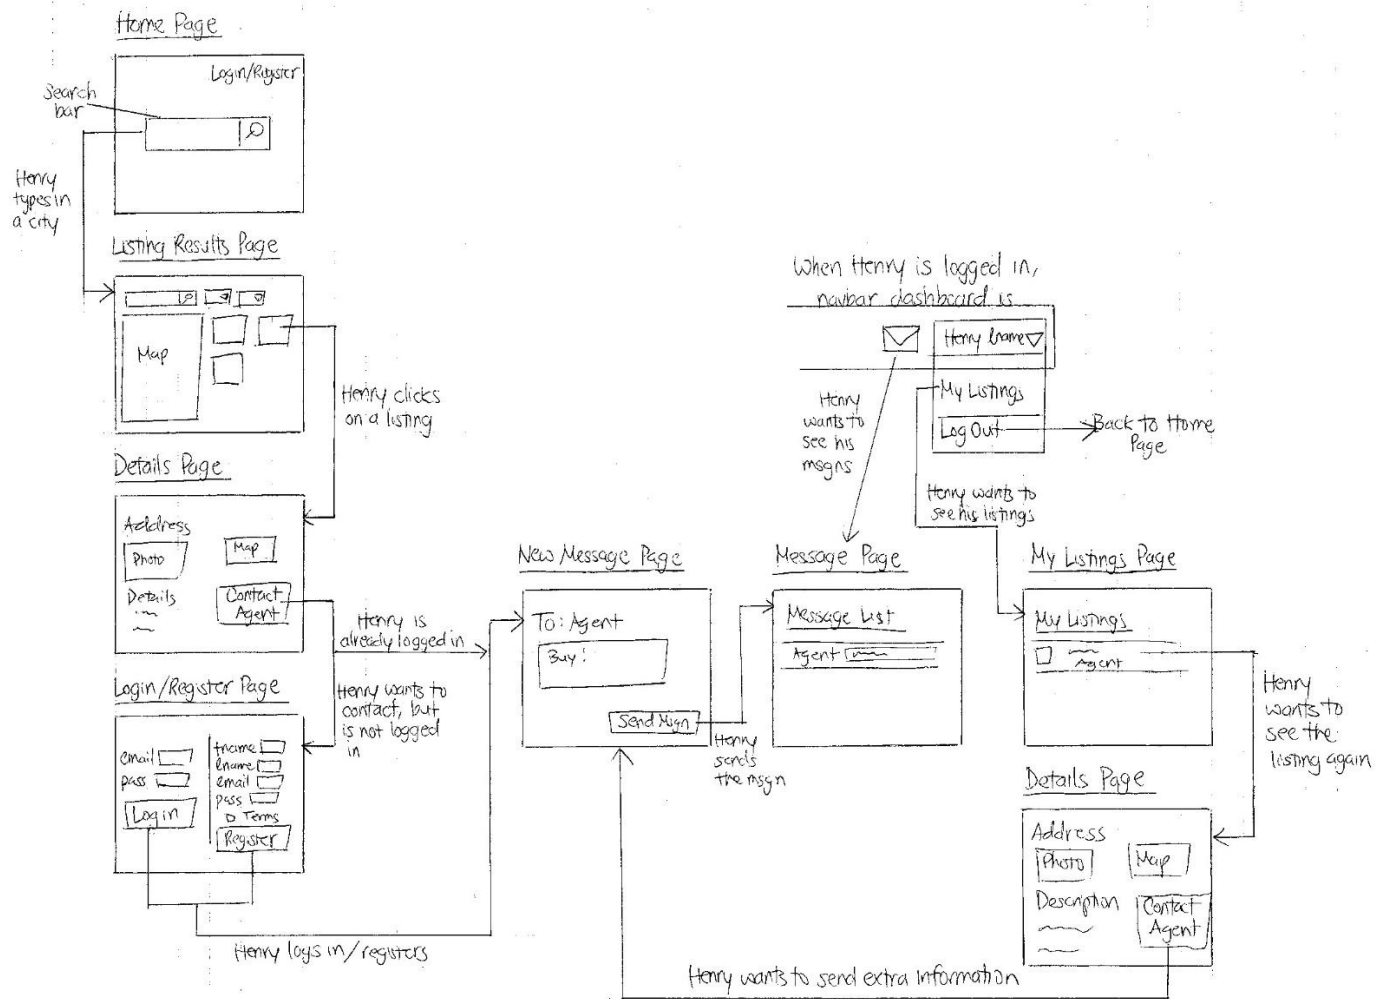 Home Page
Login/Register
Search
bar
Henry
types in
a city
Listing Results Page
Map
Henry clicks
on a listing
Details Page
Address
Photo
Map
Details
Contact
Agent
Henry is
already logged in
Henry wants to
contact, but
is not logged
in
Login/Register Page
email
pass
Login
fname
lname
email
pass
Terms
Register
Henry logs in/registers
New Message Page
To: Agent
Buy!
Send Msgn
Henry
sends
the msgn
When Henry is logged in,
navbar dashboard is
Henry lname
My Listings
Log Out
Back to Home
Page
Henry
wants to
see his
msgns
Henry wants to
see his listings
Message Page
Message List
Agent
My Listings Page
My Listings
Agent
Henry
wants to
see the
listing again
Details Page
Address
Photo
Map
Description
Contact
Agent
Henry wants to send extra information